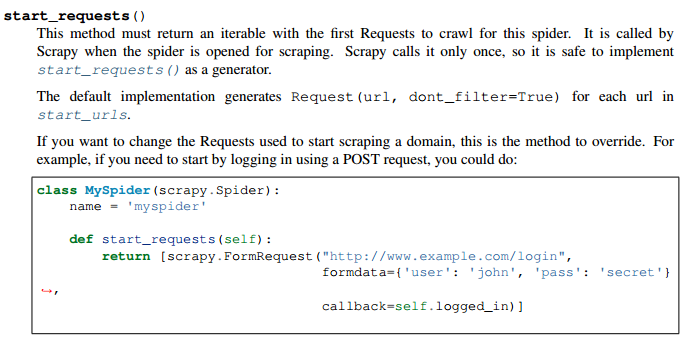 start_requests()
This method must return an iterable with the first Requests to crawl for this spider. It is called by
Scrapy when the spider is opened for scraping. Scrapy calls it only once, so it is safe to implement
start_requests() as a generator.
The default implementation generates Request(url, dont_filter=True) for each url in
start_urls.
If you want to change the Requests used to start scraping a domain, this is the method to override. For
example, if you need to start by logging in using a POST request, you could do:
class MySpider(scrapy.Spider):
    name = 'myspider'
    def start_requests(self):
        return [scrapy.FormRequest("http://www.example.com/login",
                                   formdata={'user': 'john', 'pass': 'secret'}
↪,
                                   callback=self.logged_in)]